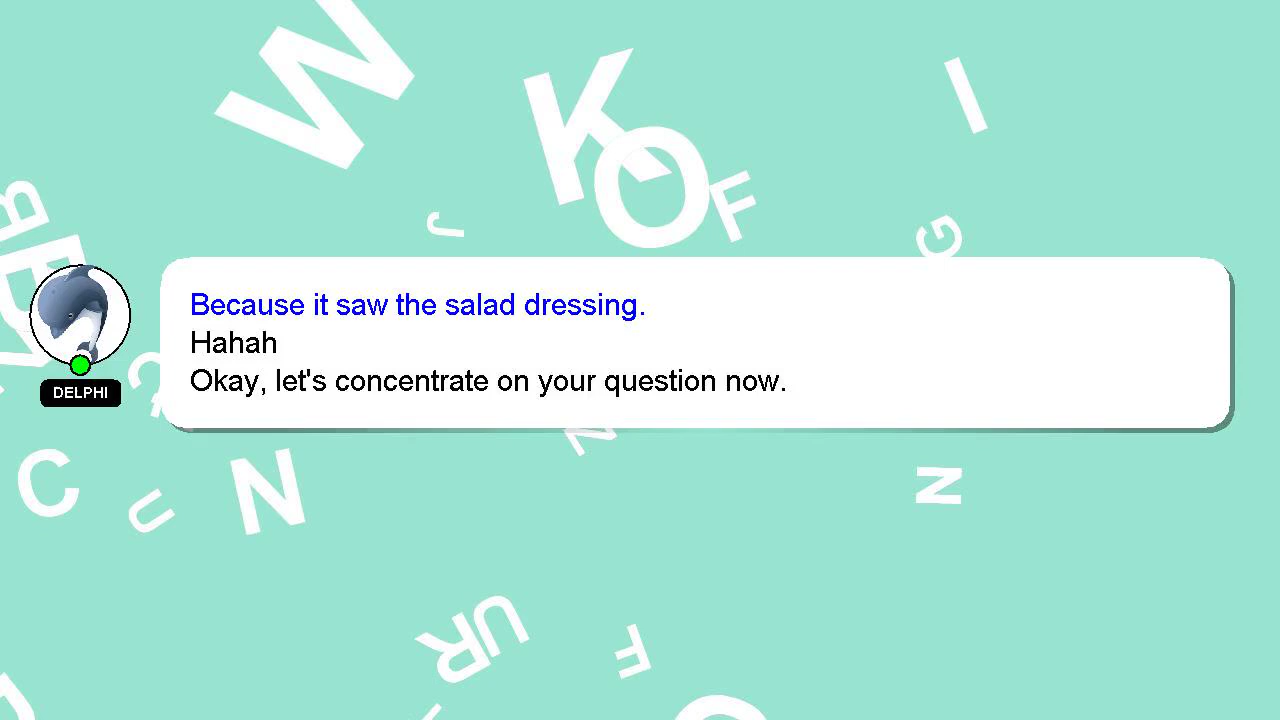 Because it saw the salad dressing.
Hahah
Okay, let's concentrate on your question now.
DELPHI
W
K
O
F
I
J
G
B
C
U
N
N
Z
U
R
F